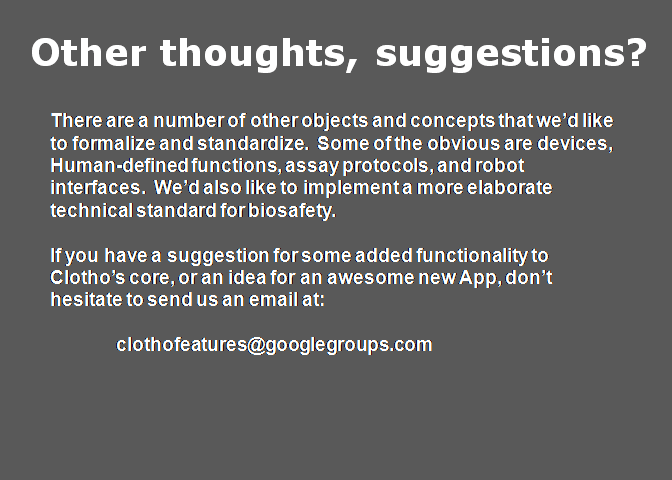 Other thoughts, suggestions?
There are a number of other objects and concepts that we'd like
to formalize and standardize.  Some of the obvious are devices,
Human-defined functions, assay protocols, and robot
interfaces.  We'd also like to implement a more elaborate
technical standard for biosafety.
If you have a suggestion for some added functionality to
Clotho's core, or an idea for an awesome new App, don't
hesitate to send us an email at:
clothofeatures@googlegroups.com